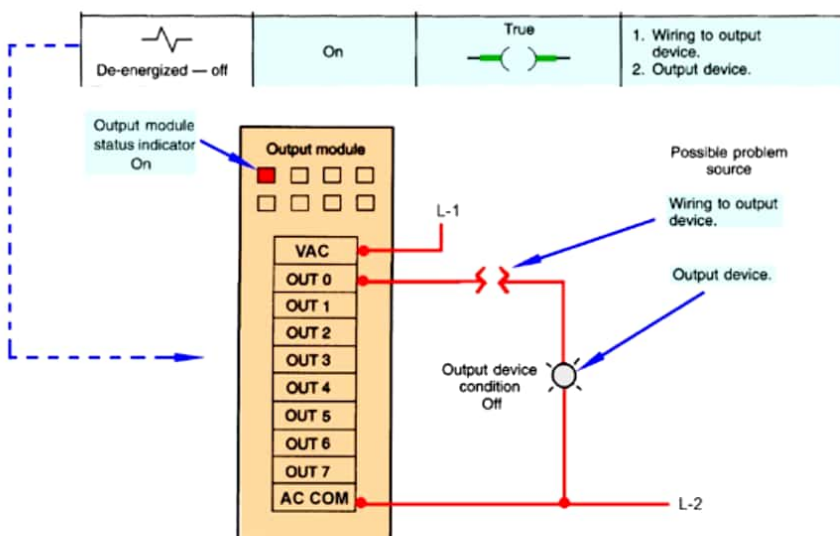 De-energized — off
On
True
1. Wiring to output
device.
2. Output device.
Output module
status indicator
On
Output module
Possible problem
source
L-1
Wiring to output
device.
VAC
OUT 0
Output device.
OUT 1
OUT 2
OUT 3
Output device
condition
Off
OUT 4
OUT 5
OUT 6
OUT 7
AC COM
L-2